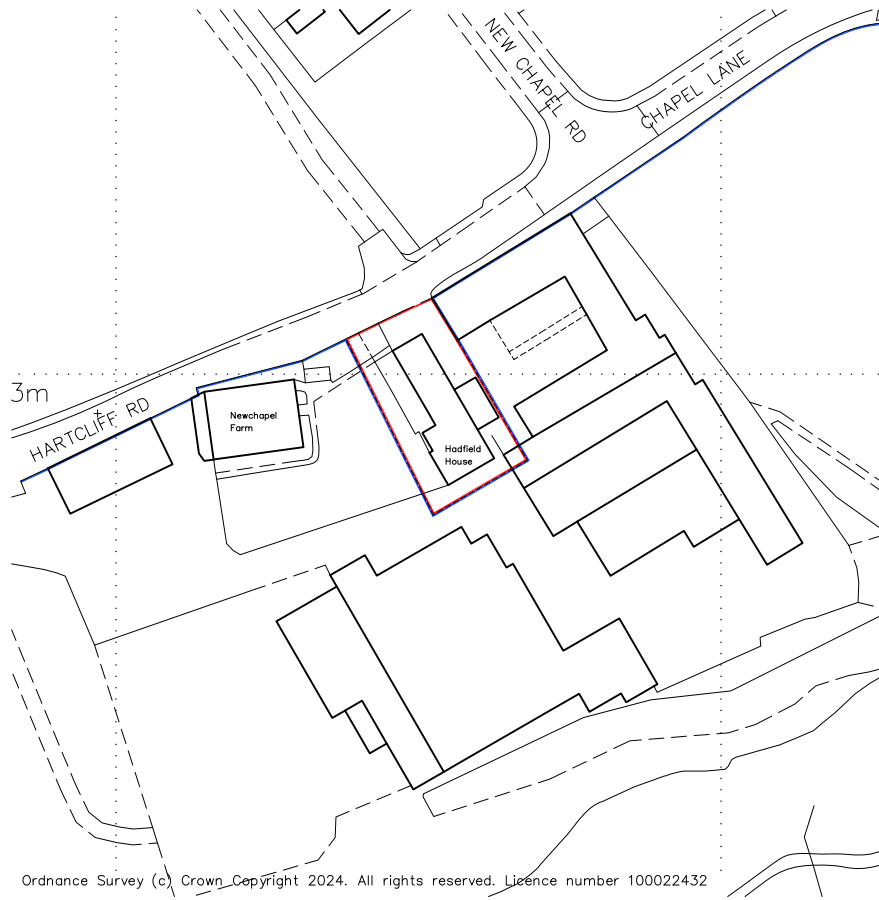 NEW CHAPEL RD
CHAPEL LANE
3m
HARTCLIFF RD
Newchapel
Farm
Hadfield
House
Ordnance Survey (c) Crown Copyright 2024. All rights reserved. Licence number 100022432